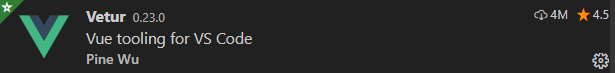 Vetur 0.23.0 4M 4.5
Vue tooling for VS Code
Pine Wu